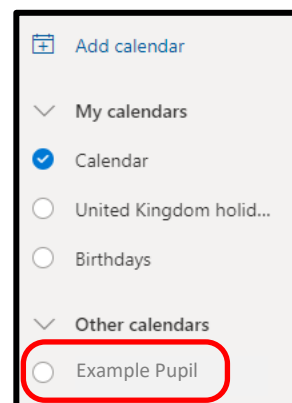 Add calendar
My calendars
Calendar
United Kingdom holid...
Birthdays
Other calendars
Example Pupil